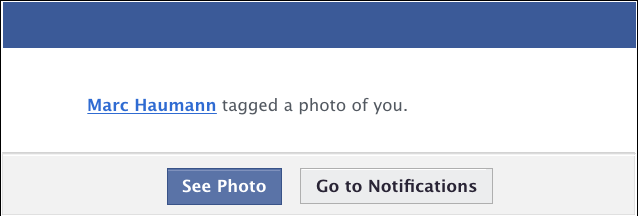 Marc Haumann tagged a photo of you.
See Photo Go to Notifications